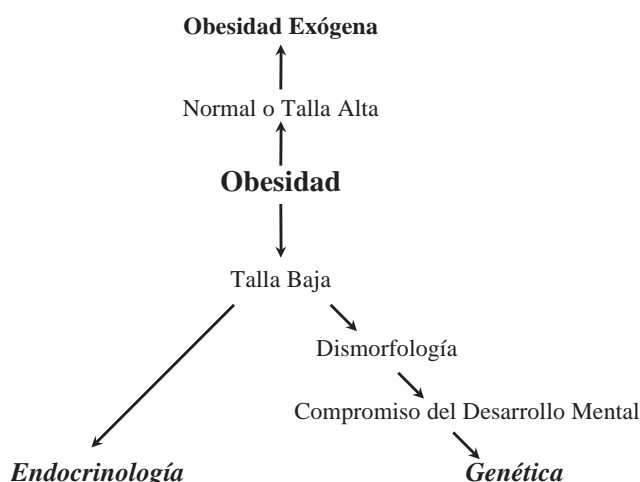 Obesidad Exógena
Normal o Talla Alta
Obesidad
Talla Baja
Dismorfología
Compromiso del Desarrollo Mental
Endocrinología
Genética